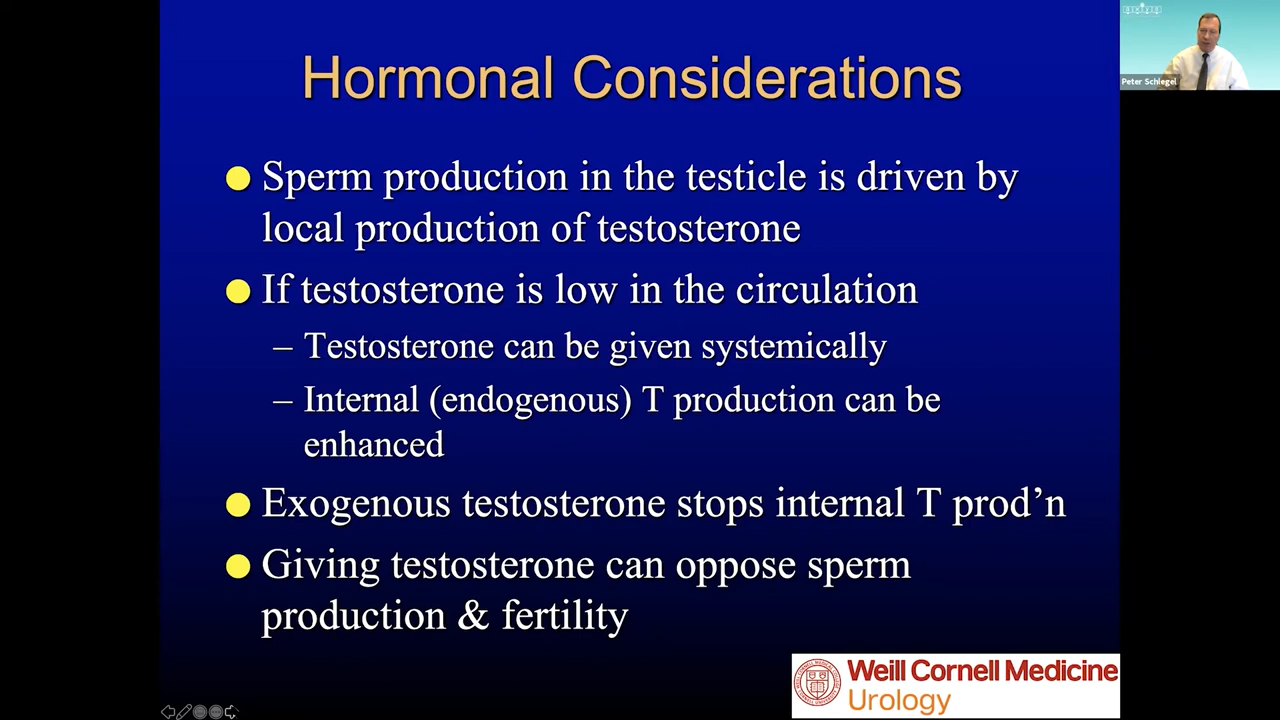 Hormonal Considerations
Sperm production in the testicle is driven by
local production of testosterone
If testosterone is low in the circulation
– Testosterone can be given systemically
– Internal (endogenous) T production can be
enhanced
Exogenous testosterone stops internal T prod’n
Giving testosterone can oppose sperm
production & fertility
Weill Cornell Medicine
Urology
Peter Schlegel